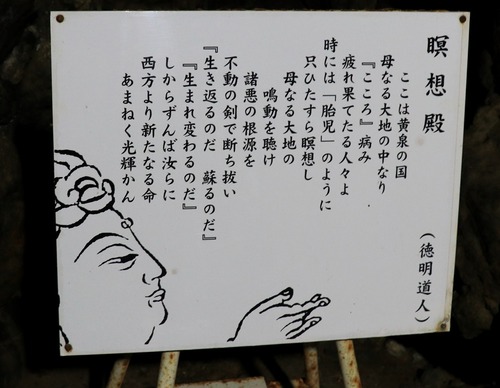 瞑想殿
（徳明道人）
ここは黄泉の国
母なる大地の中なり
『こころ』病み
疲れ果てたる人々よ
時には「胎児」のように
只ひたすら瞑想し
母なる大地の
鳴動を聴け
諸悪の根源を
不動の剣で断ち抜い
『生き返るのだ　蘇るのだ』
『生まれ変わるのだ』
しからずんば汝らに
西方より新たなる命
あまねく光輝かん